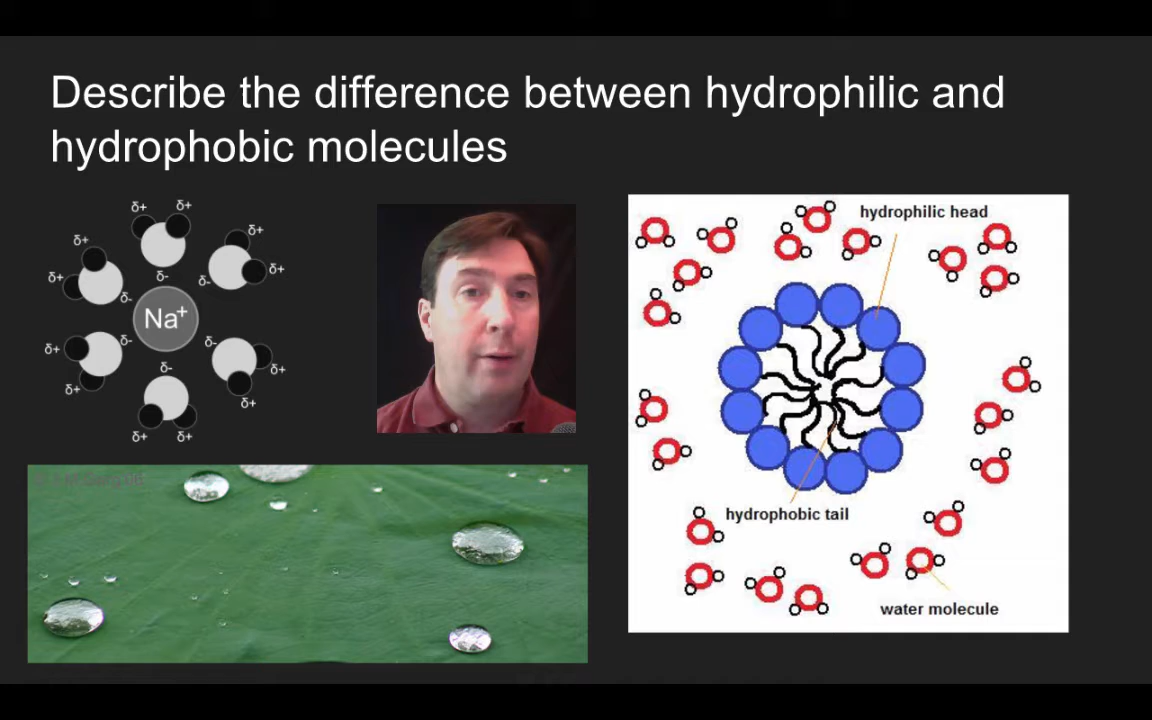 Describe the difference between hydrophilic and
hydrophobic molecules
δ+ δ+
δ+ δ+
δ+ δ- δ- δ+
δ-
Na+
δ+ δ- δ-
δ- δ+
δ+ δ+
δ+ δ+
hydrophilic head
hydrophobic tail
water molecule